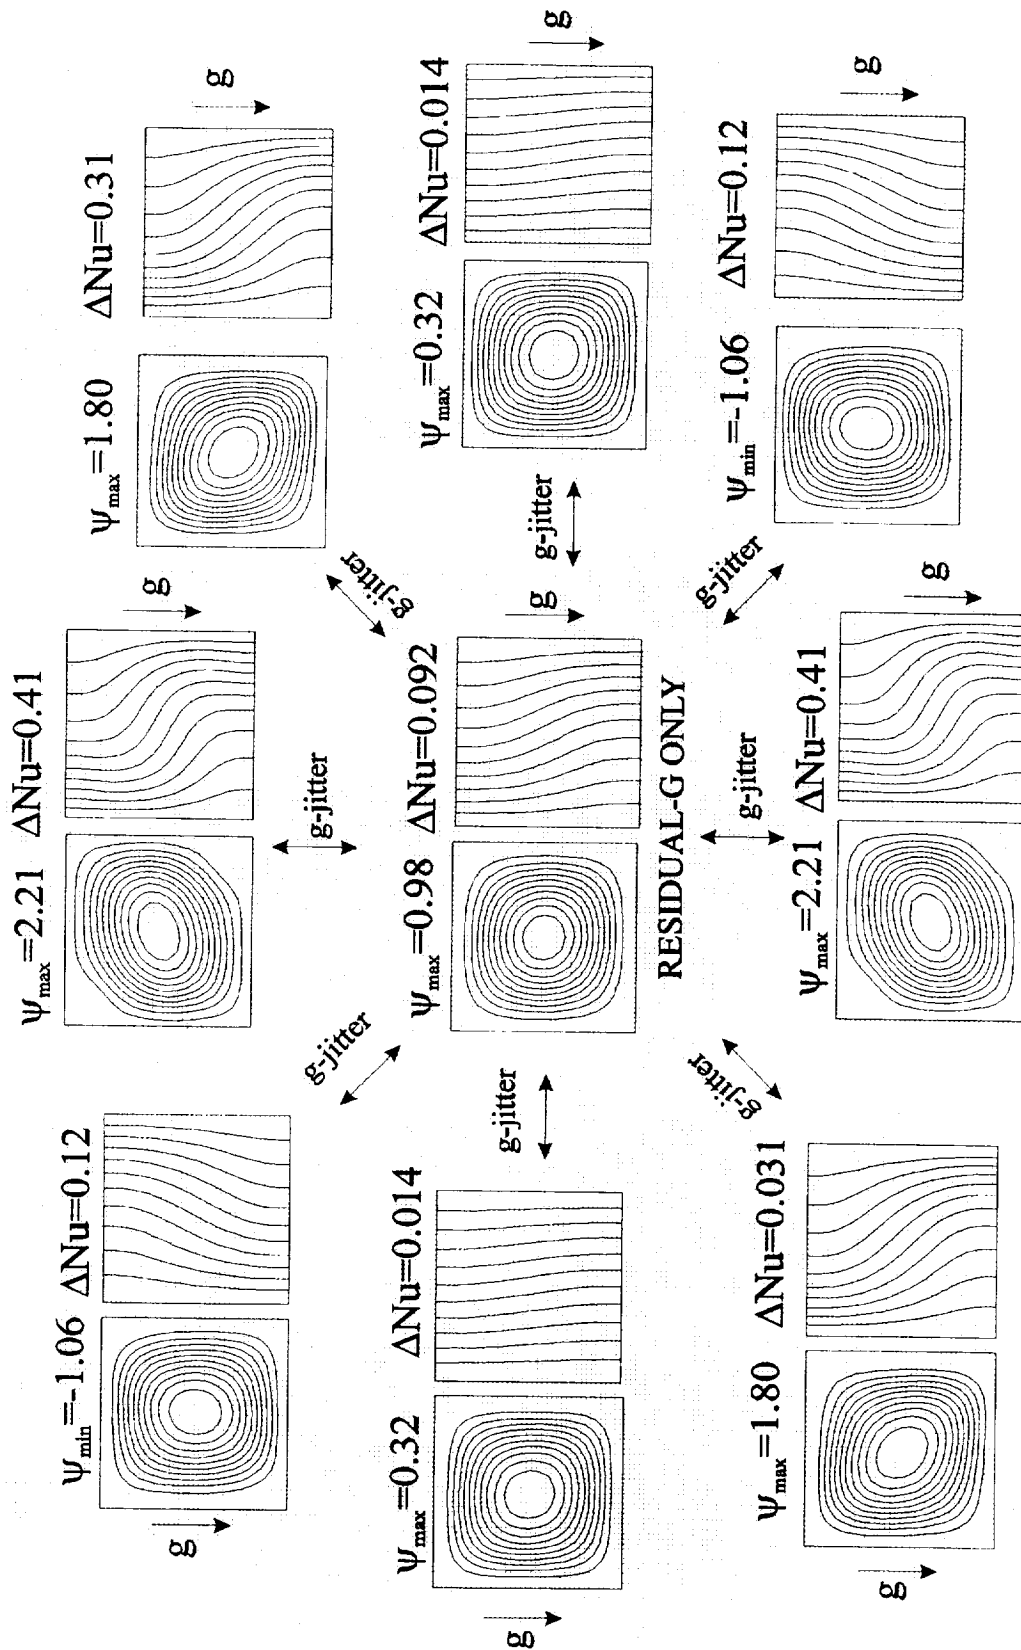 Ψmin=-1.06 ΔNu=0.12
Ψmax=2.21 ΔNu=0.41
Ψmax=1.80 ΔNu=0.31
g
g
g
g-jitter
g-jitter
g-jitter
Ψmax=0.32 ΔNu=0.014
Ψmax=0.98 ΔNu=0.092
Ψmax=0.32 ΔNu=0.014
g
g-jitter
g
g-jitter
g
RESIDUAL-G ONLY
g-jitter
g-jitter
g-jitter
Ψmax=1.80 ΔNu=0.031
Ψmax=2.21 ΔNu=0.41
Ψmin=-1.06 ΔNu=0.12
g
g
g